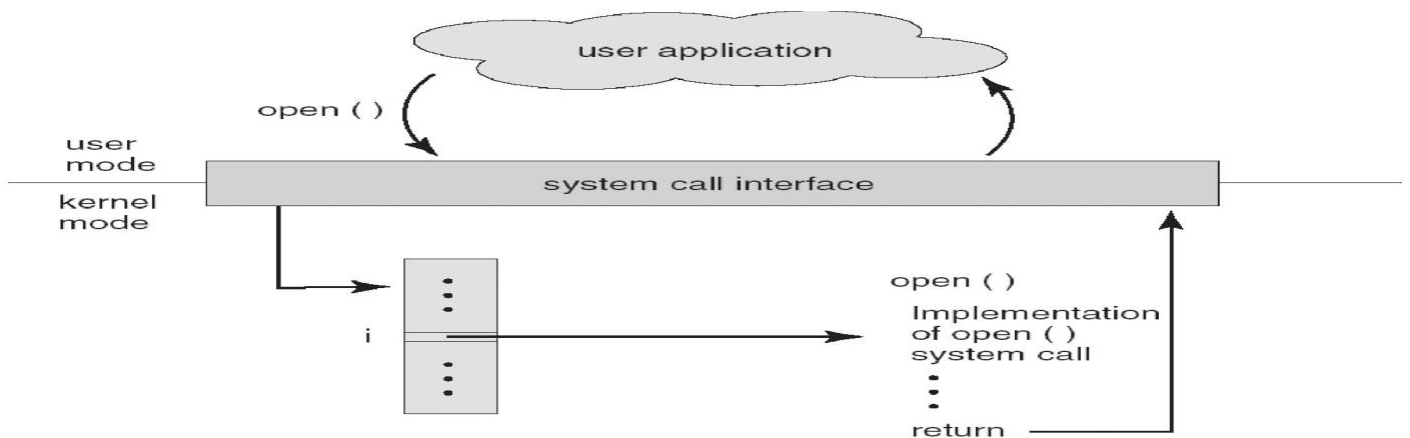 user application
open ( )
user
mode
system call interface
kernel
mode
open ( )
i
Implementation
of open ( )
system call
return